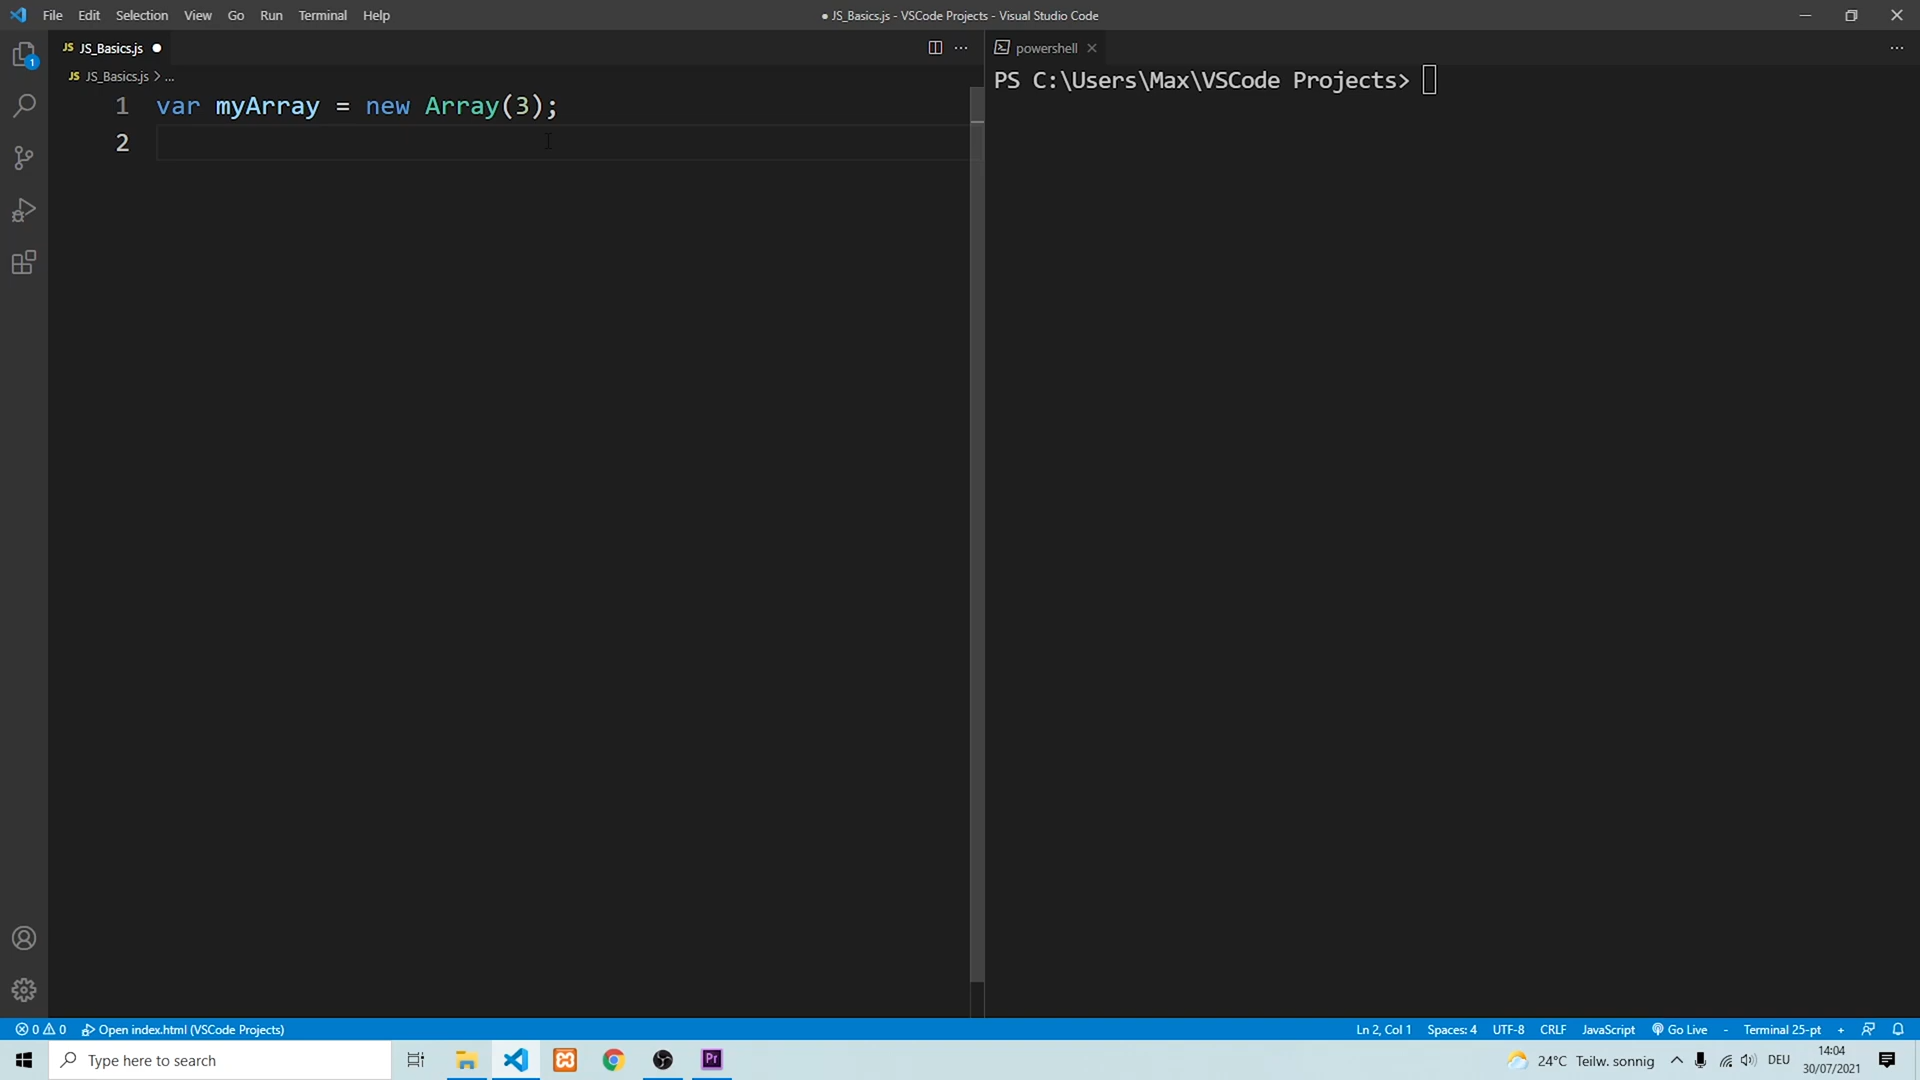 File Edit Selection View Go Run Terminal Help
● JS_Basics.js - VSCode Projects - Visual Studio Code
JS JS_Basics.js ●
powershell
JS JS_Basics.js > ...
1 var myArray = new Array(3);
2
PS C:\Users\Max\VSCode Projects>
1
0 0 Open index.html (VSCode Projects)
Ln 2, Col 1 Spaces: 4 UTF-8 CRLF JavaScript Go Live - Terminal 25-pt +
Type here to search
Pr
24°C Teilw. sonnig
DEU
14:04
30/07/2021